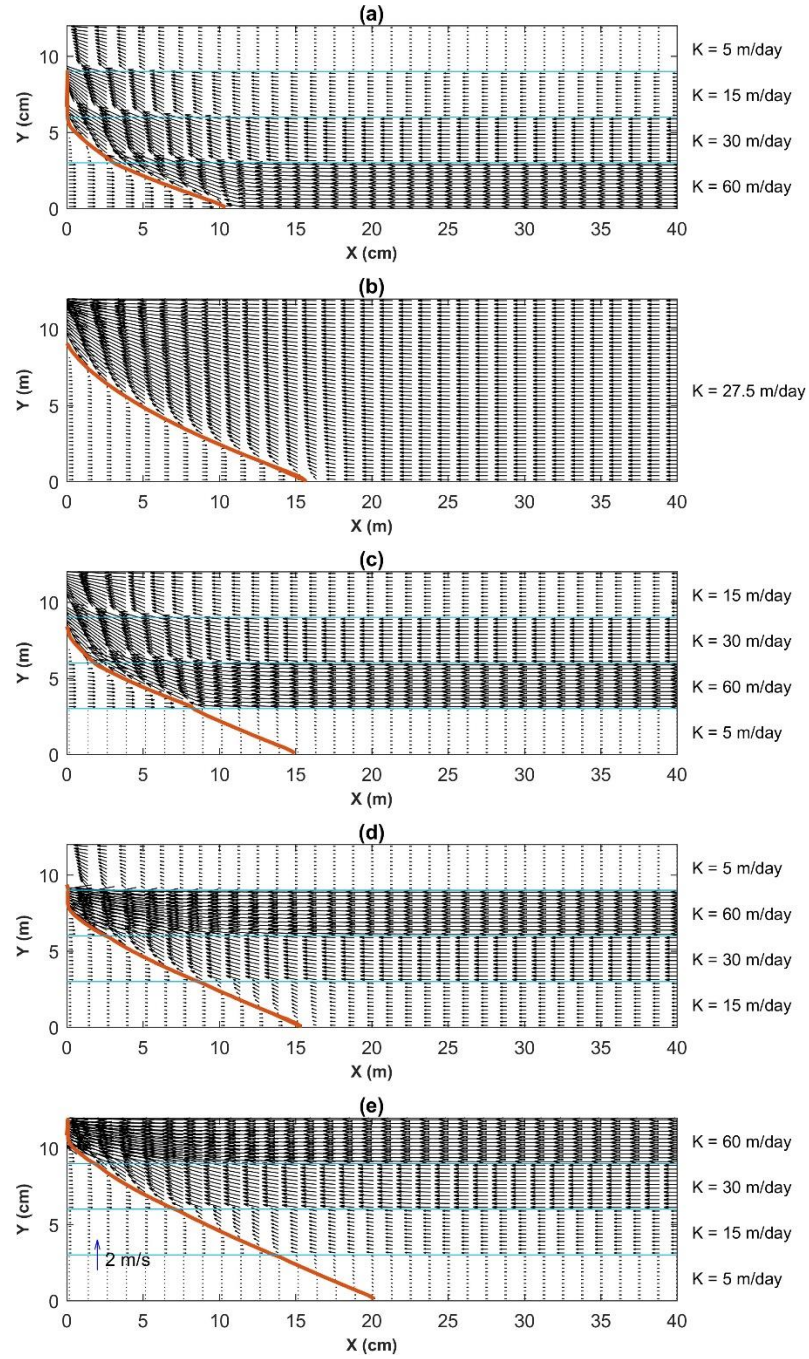 (a)
10
5
0
Y (cm)
K = 5 m/day
K = 15 m/day
K = 30 m/day
K = 60 m/day
0 5 10 15 20 25 30 35 40
X (cm)
(b)
10
5
0
Y (m)
K = 27.5 m/day
0 5 10 15 20 25 30 35 40
X (m)
(c)
10
5
0
Y (m)
K = 15 m/day
K = 30 m/day
K = 60 m/day
K = 5 m/day
0 5 10 15 20 25 30 35 40
X (m)
(d)
10
5
0
Y (m)
K = 5 m/day
K = 60 m/day
K = 30 m/day
K = 15 m/day
0 5 10 15 20 25 30 35 40
X (m)
(e)
10
5
0
Y (cm)
K = 60 m/day
K = 30 m/day
K = 15 m/day
K = 5 m/day
2 m/s
0 5 10 15 20 25 30 35 40
X (cm)